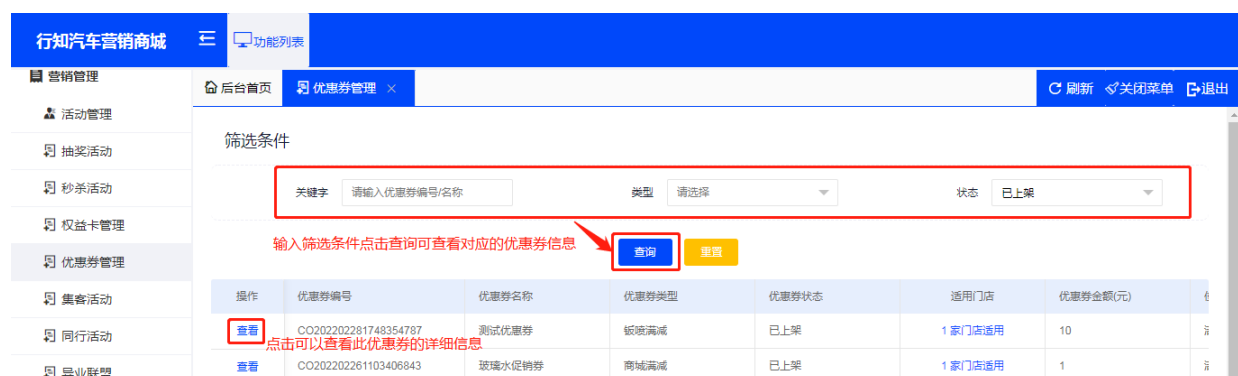 行知汽车营销商城
功能列表
营销管理
后台首页
优惠券管理 ×
刷新
关闭菜单
退出
活动管理
抽奖活动
秒杀活动
权益卡管理
优惠券管理
集客活动
同行活动
异业联盟
筛选条件
关键字 请输入优惠券编号/名称 类型 请选择 状态 已上架
输入筛选条件点击查询可查看对应的优惠券信息
查询 重置
操作 优惠券编号 优惠券名称 优惠券类型 优惠券状态 适用门店 优惠券金额(元)
查看 CO202202281748354787 测试优惠券 钣喷满减 已上架 1 家门店适用 10
点击可以查看此优惠券的详细信息
查看 CO202202261103406843 玻璃水促销券 商城满减 已上架 1 家门店适用 1